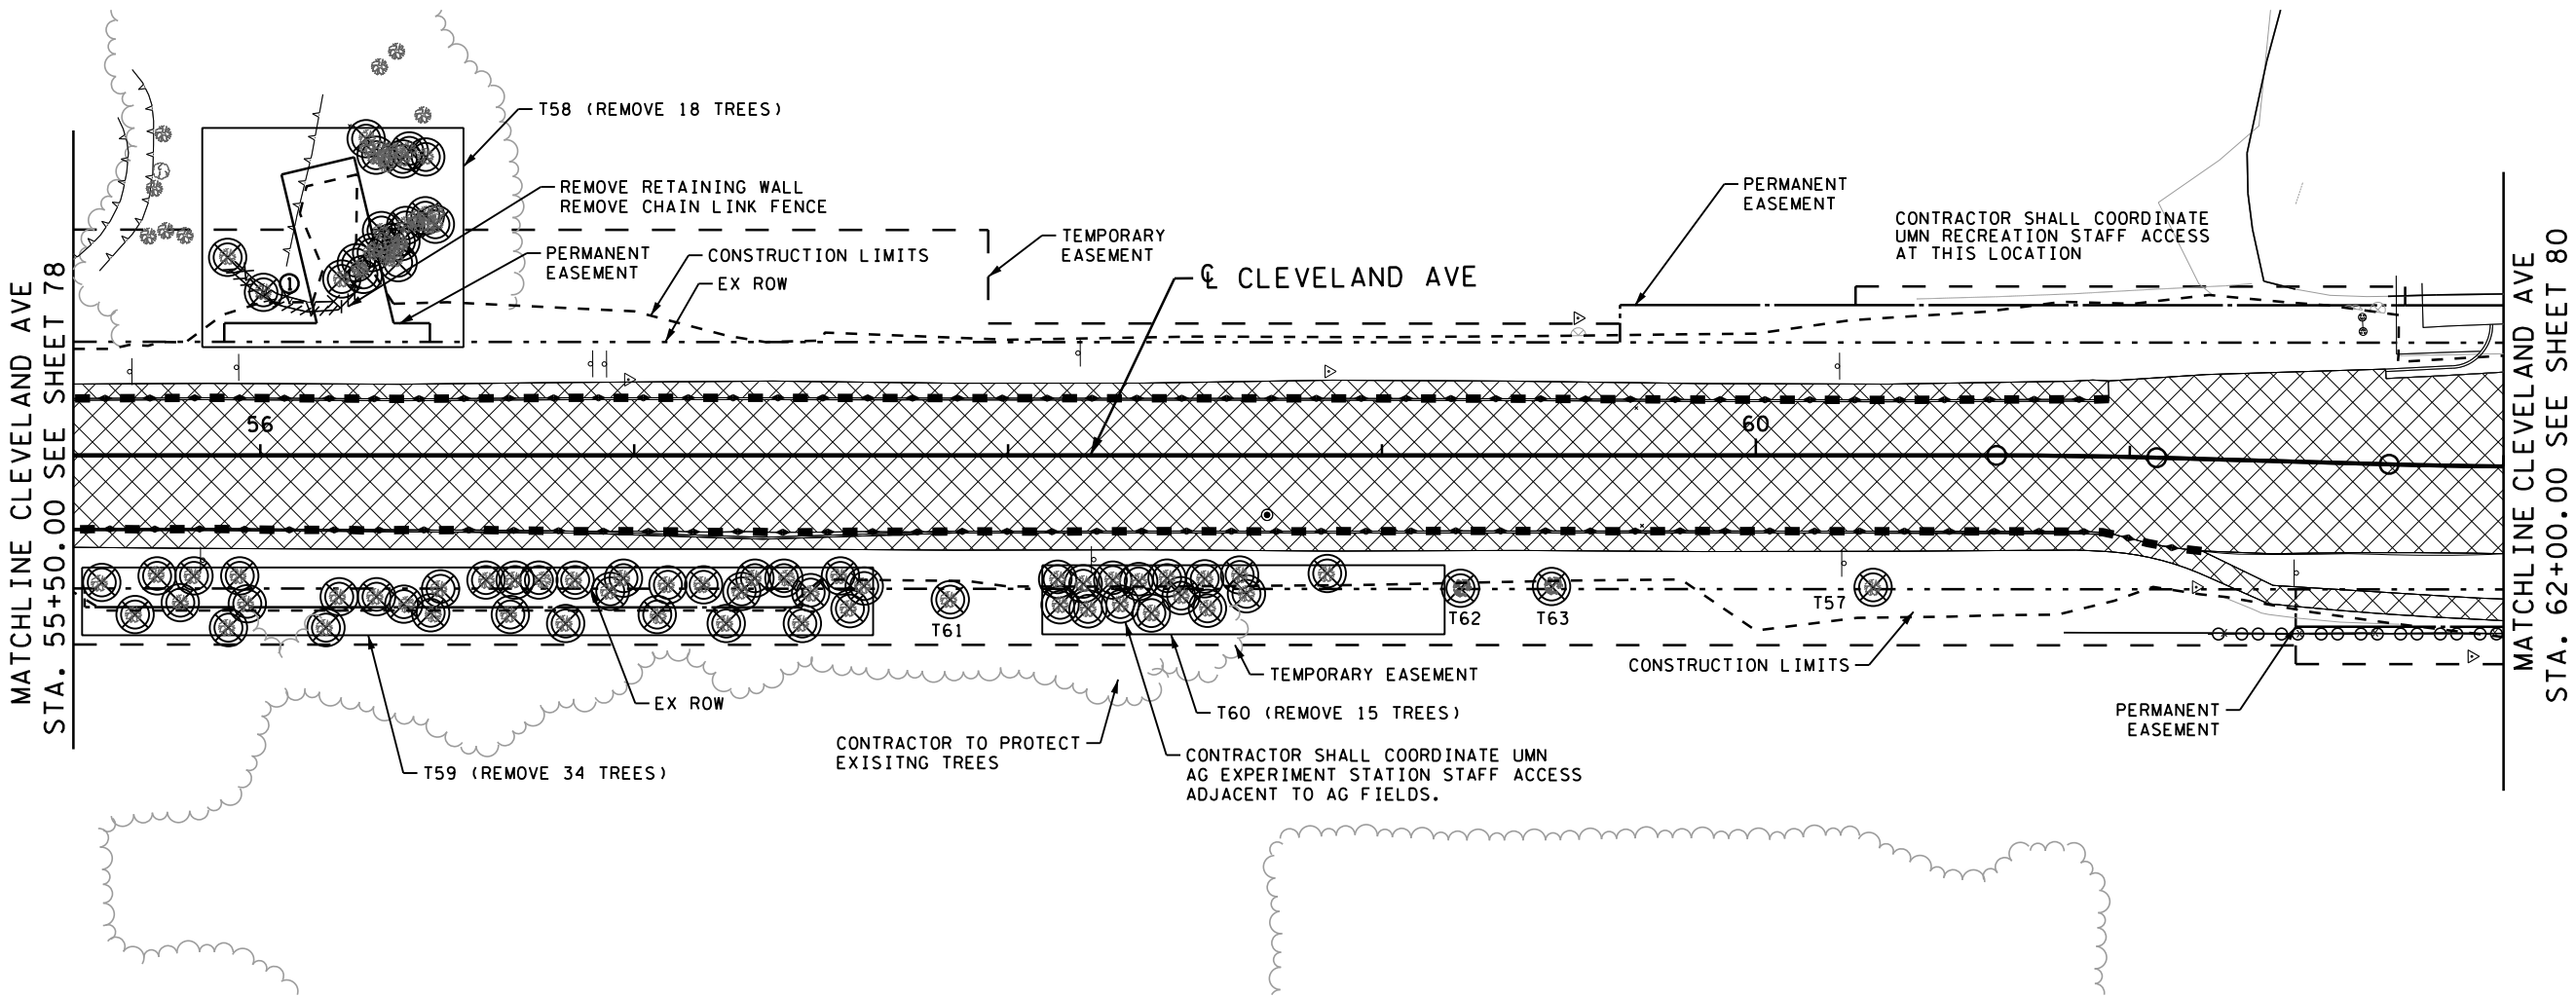 T58 (REMOVE 18 TREES)
REMOVE RETAINING WALL
REMOVE CHAIN LINK FENCE
PERMANENT
EASEMENT
CONSTRUCTION LIMITS
EX ROW
TEMPORARY
EASEMENT
℄ CLEVELAND AVE
PERMANENT
EASEMENT
CONTRACTOR SHALL COORDINATE
UMN RECREATION STAFF ACCESS
AT THIS LOCATION
1
MATCHLINE CLEVELAND AVE
STA. 55+50.00 SEE SHEET 78
56
60
MATCHLINE CLEVELAND AVE
STA. 62+00.00 SEE SHEET 80
T61
T62
T63
T57
EX ROW
T59 (REMOVE 34 TREES)
CONTRACTOR TO PROTECT
EXISITNG TREES
TEMPORARY EASEMENT
T60 (REMOVE 15 TREES)
CONTRACTOR SHALL COORDINATE UMN
AG EXPERIMENT STATION STAFF ACCESS
ADJACENT TO AG FIELDS.
CONSTRUCTION LIMITS
PERMANENT
EASEMENT